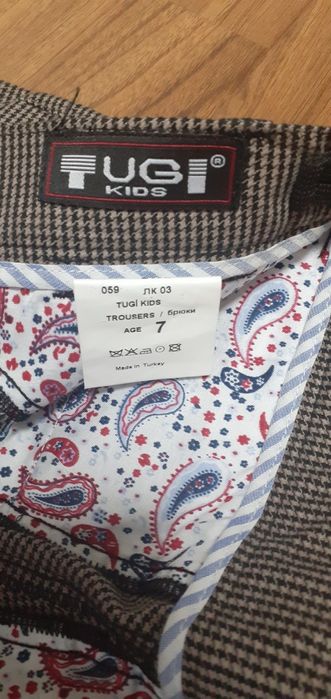 TUGI®
KIDS
059 ЛК 03
TUGİ KIDS
TROUSERS / брюки
AGE 7
Made in Turkey